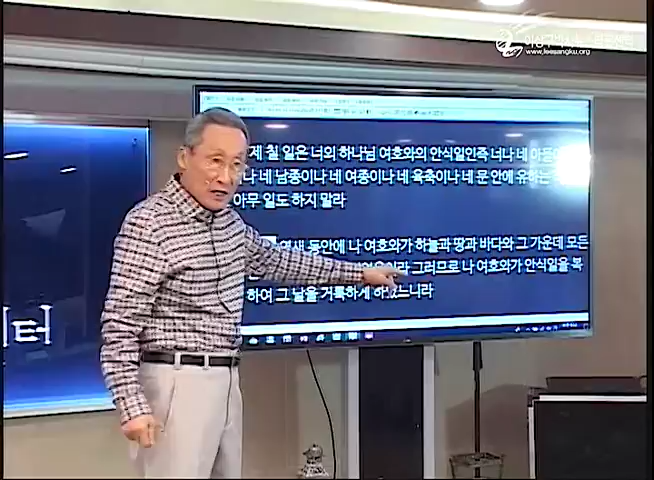 www.leesangku.org
제 칠 일은 너의 하나님 여호와의 안식일인즉 너나 네
나 네 남종이나 네 여종이나 네 육축이나 네 문 안에 유하는
아무 일도 하지 말라
동안에 나 여호와가 하늘과 땅과 바다와 그 가운데 모든
그러므로 나 여호와가 안식일을 복
하여 그 날을 거룩하게 하였느니라
터